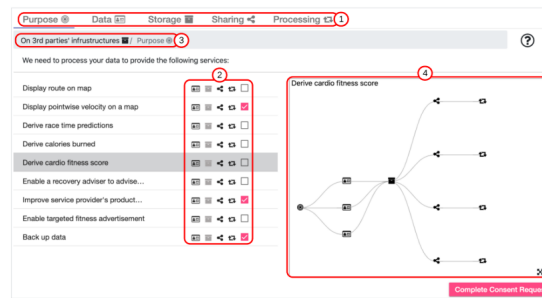 Purpose Data Storage Sharing Processing 1
On 3rd parties' infrustructures / Purpose 3
We need to process your data to provide the following services:
2
4
Display route on map
Display pointwise velocity on a map
Derive race time predictions
Derive calories burned
Derive cardio fitness score
Enable a recovery adviser to advise...
Improve service provider's product...
Enable targeted fitness advertisement
Back up data
Derive cardio fitness score
Complete Consent Reque